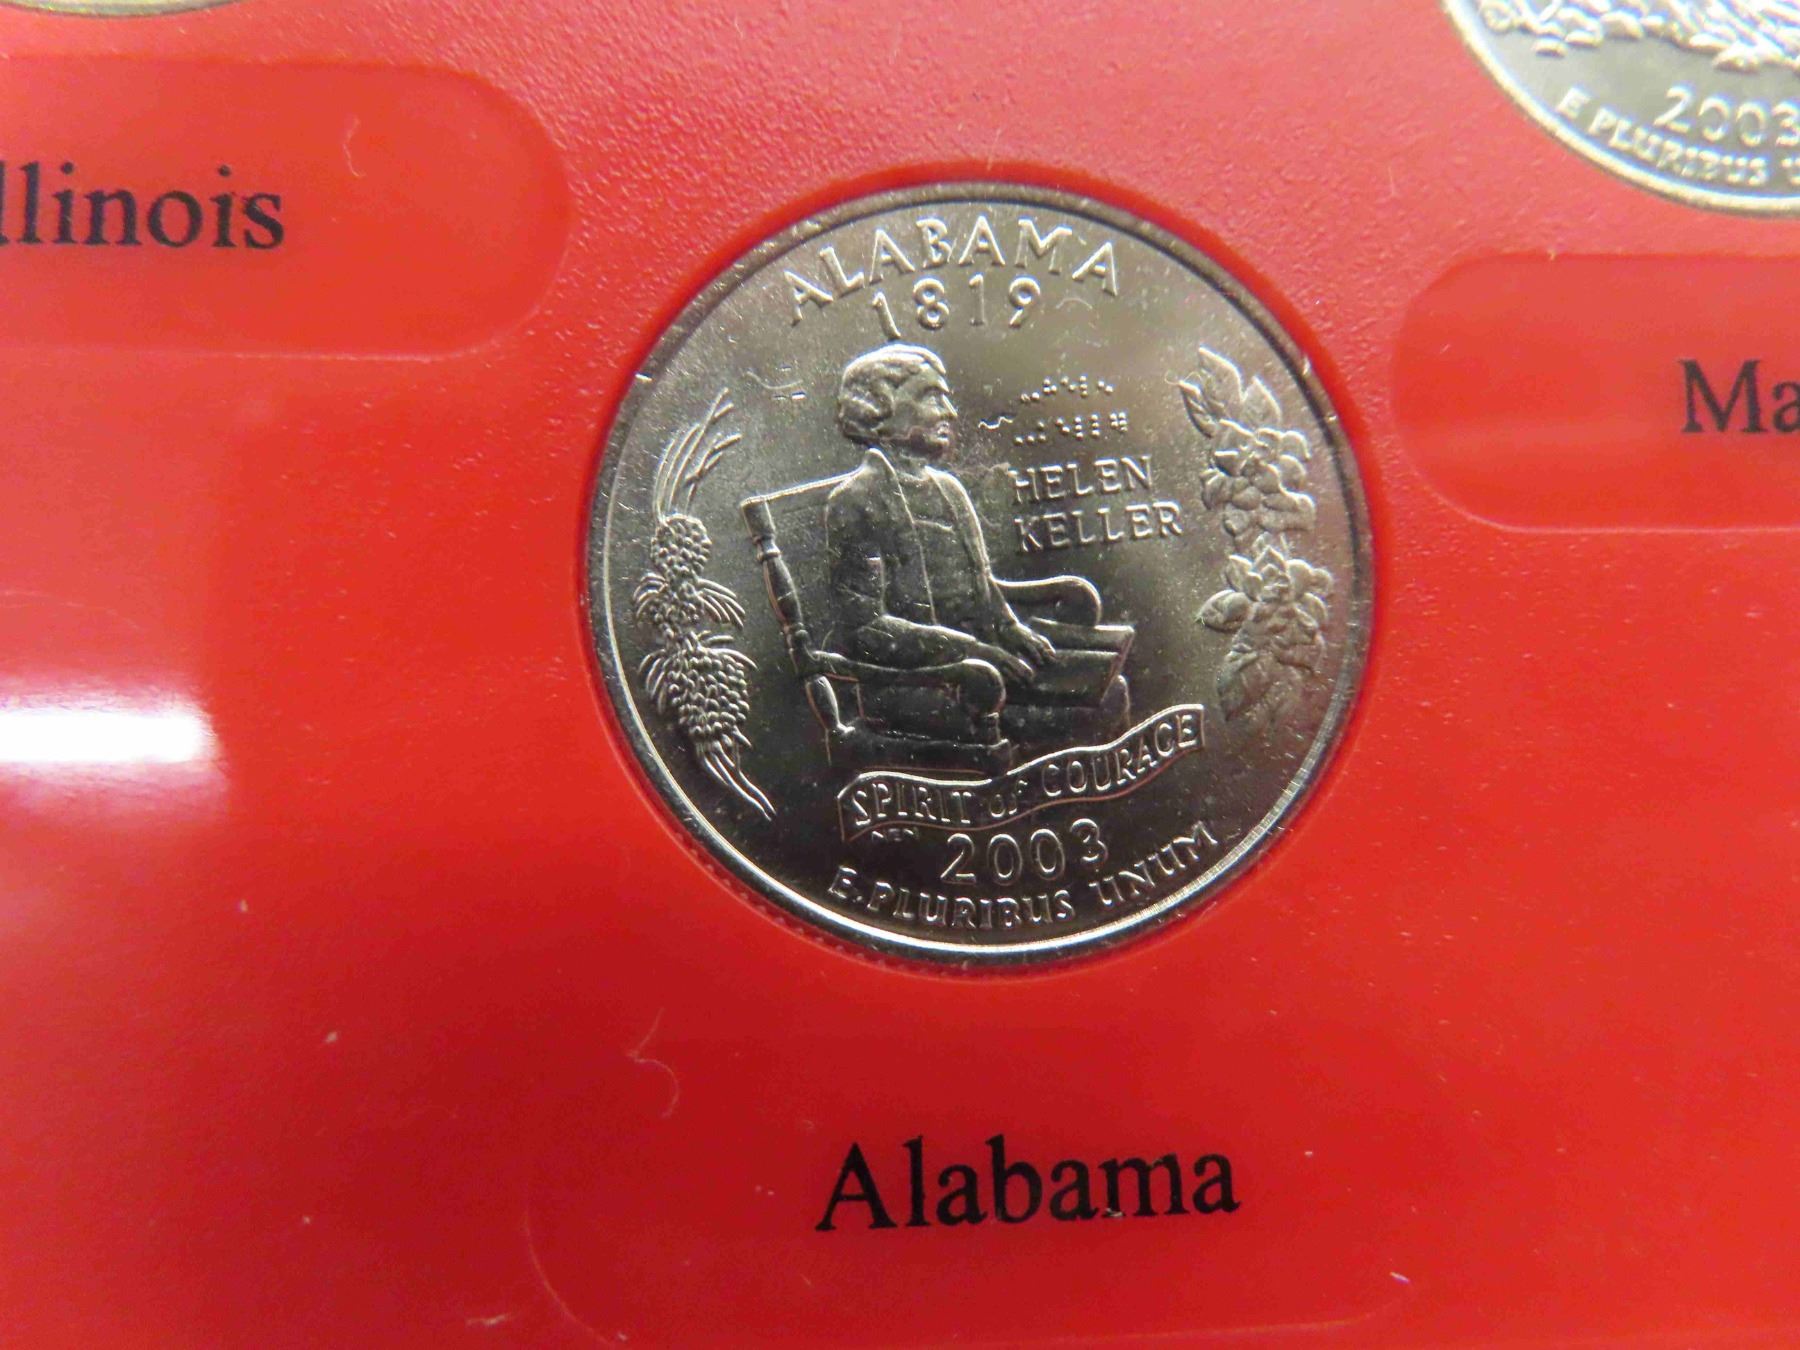 llinois
2003
E PLURIBUS U
Ma
ALABAMA
1819
HELEN
KELLER
SPIRIT of COURAGE
2003
E.PLURIBUS UNUM
Alabama